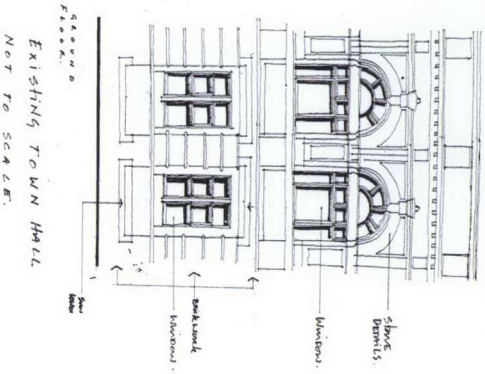 STONE
DETAILS.
WINDOW.
BRICKWORK
WINDOW.
GROUND
FLOOR.
EXISTING TOWN HALL
NOT TO SCALE.